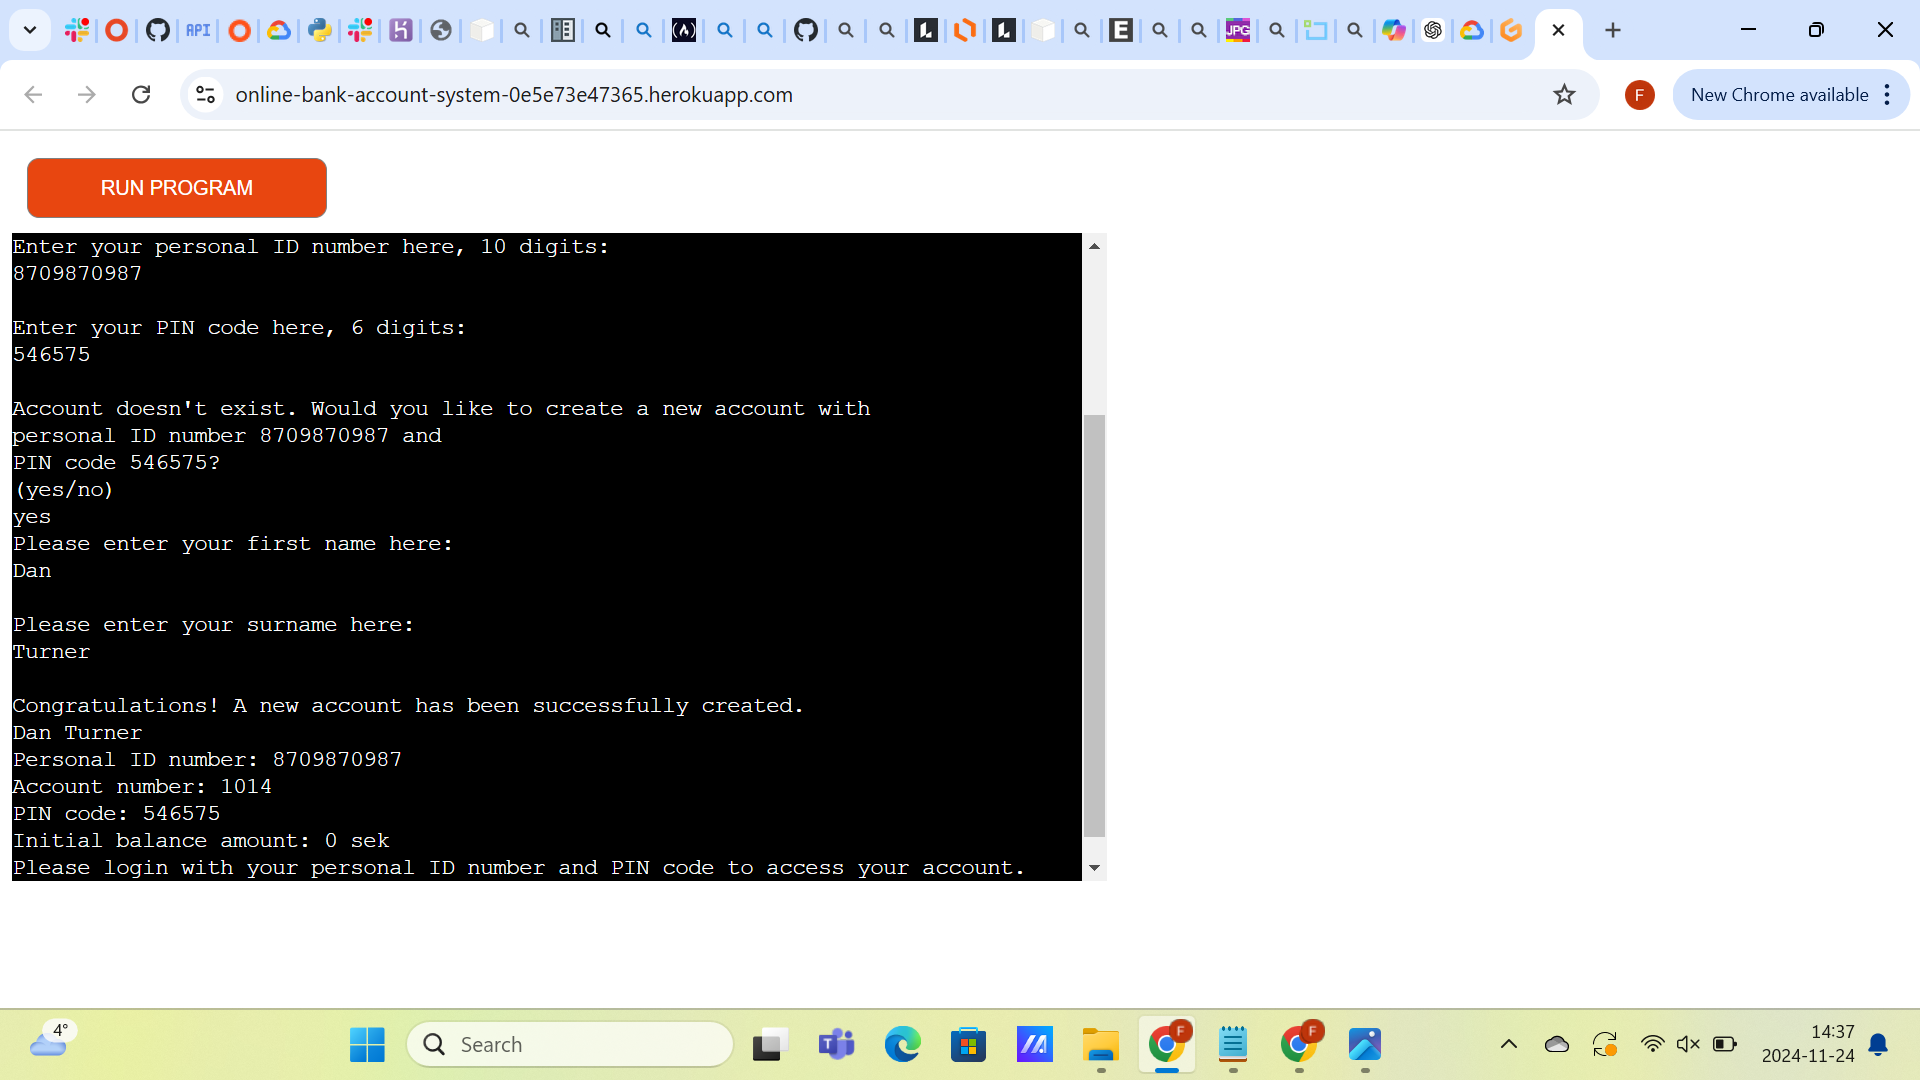 API
JPG
E
online-bank-account-system-0e5e73e47365.herokuapp.com
F
New Chrome available
RUN PROGRAM
Enter your personal ID number here, 10 digits:
8709870987
Enter your PIN code here, 6 digits:
546575
Account doesn't exist. Would you like to create a new account with
personal ID number 8709870987 and
PIN code 546575?
(yes/no)
yes
Please enter your first name here:
Dan
Please enter your surname here:
Turner
Congratulations! A new account has been successfully created.
Dan Turner
Personal ID number: 8709870987
Account number: 1014
PIN code: 546575
Initial balance amount: 0 sek
Please login with your personal ID number and PIN code to access your account.
4°
Search
T
F
F
14:37
2024-11-24